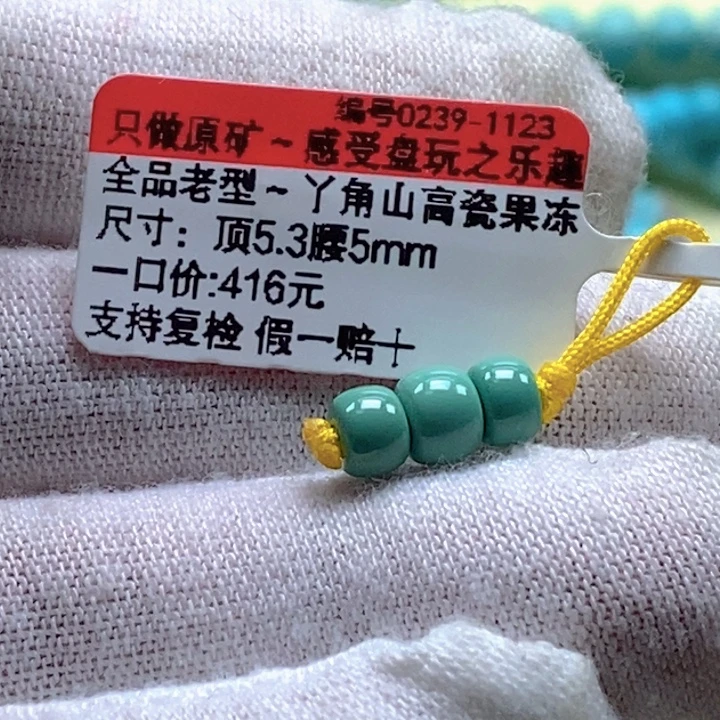 编号0239-1123
只做原矿~感受盘玩之乐趣
全品老型~丫角山高瓷果冻
尺寸：顶5.3腰5mm
一口价:416元
支持复检 假一赔十